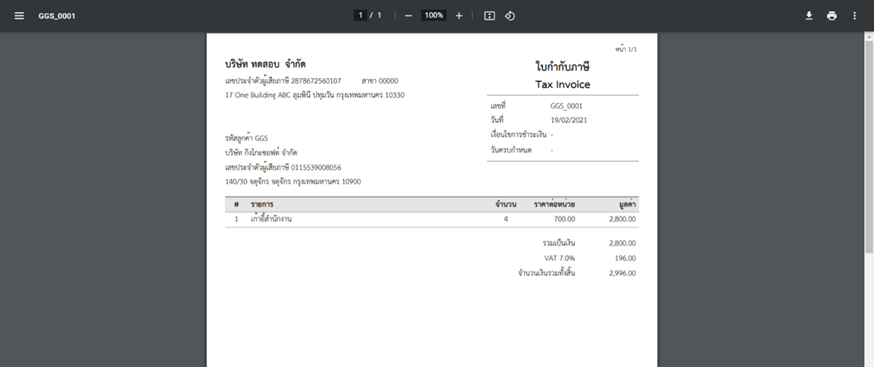 GGS_0001
1 / 1
100%
หน้า 1/1
บริษัท ทดสอบ จำกัด
เลขประจำตัวผู้เสียภาษี 2878672560107 สาขา 00000
17 One Building ABC ลุมพินี ปทุมวัน กรุงเทพมหานคร 10330
ใบกำกับภาษี
Tax Invoice
เลขที่ GGS_0001
วันที่ 19/02/2021
เงื่อนไขการชำระเงิน -
วันครบกำหนด -
รหัสลูกค้า GGS
บริษัท กิงโกะซอฟต์ จำกัด
เลขประจำตัวผู้เสียภาษี 0115539008056
140/30 จตุจักร จตุจักร กรุงเทพมหานคร 10900
# รายการ จำนวน ราคาต่อหน่วย มูลค่า
1 เก้าอี้สำนักงาน 4 700.00 2,800.00
รวมเป็นเงิน 2,800.00
VAT 7.0% 196.00
จำนวนเงินรวมทั้งสิ้น 2,996.00